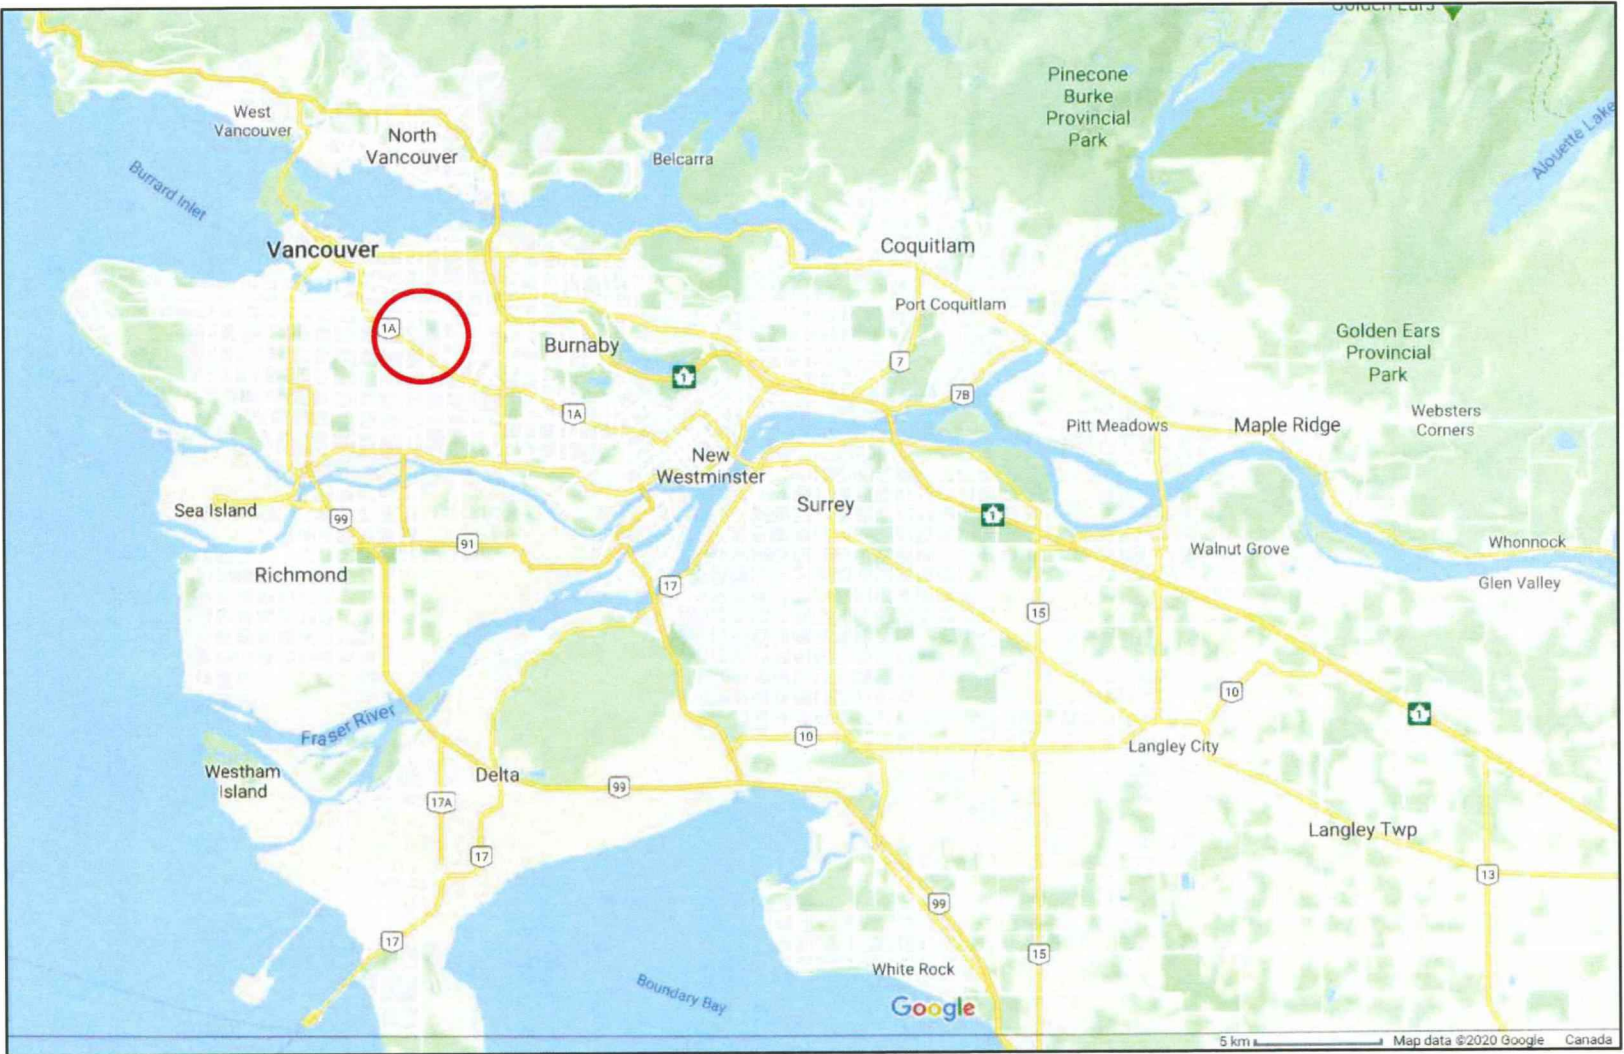 Golden Ears
Pinecone
Burke
Provincial
Park
West
Vancouver
North
Vancouver
Belcarra
Alouette Lake
Burrard Inlet
Vancouver
Coquitlam
Port Coquitlam
1A
Burnaby
Golden Ears
Provincial
Park
7
1
7B
1A
Websters
Corners
Pitt Meadows
Maple Ridge
New
Westminster
Sea Island
99
Surrey
1
91
Walnut Grove
Whonnock
Richmond
17
Glen Valley
15
10
1
Fraser River
10
Langley City
Westham
Island
Delta
99
17A
Langley Twp
17
13
99
17
15
White Rock
Boundary Bay
Google
5 km
Map data ©2020 Google
Canada